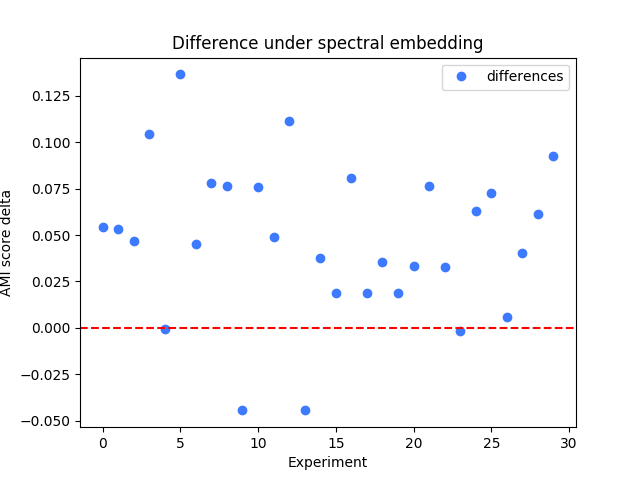 Difference under spectral embedding
differences
AMI score delta
0.125
0.100
0.075
0.050
0.025
0.000
−0.025
−0.050
0 5 10 15 20 25 30
Experiment